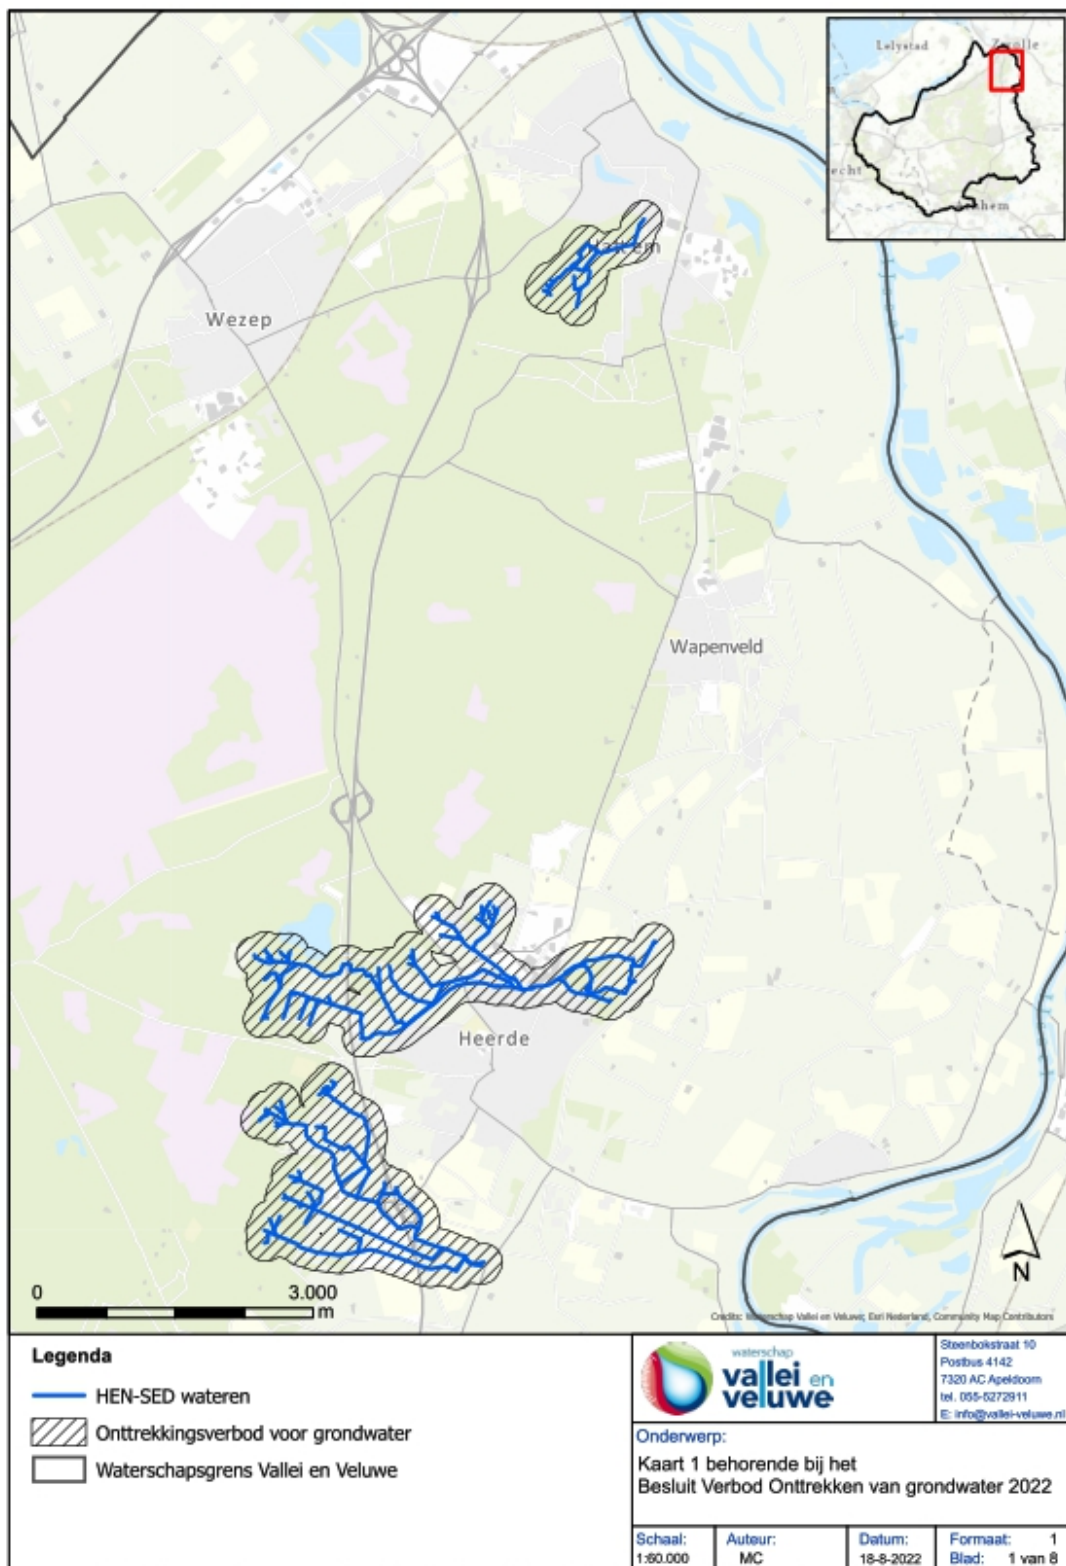 Lelystad
Zwolle
echt
Arnhem
Hattem
Wezep
Wapenveld
Heerde
N
0
3.000
m
Credits: Waterschap Vallei en Veluwe; Esri Nederland, Community Map Contributors
Legenda
HEN-SED wateren
Onttrekkingsverbod voor grondwater
Waterschapsgrens Vallei en Veluwe
waterschap
vallei en
veluwe
Steenbokstraat 10
Postbus 4142
7320 AC Apeldoorn
tel. 055-5272911
E: info@vallei-veluwe.nl
Onderwerp:
Kaart 1 behorende bij het
Besluit Verbod Onttrekken van grondwater 2022
Schaal:
1:60.000
Auteur:
MC
Datum:
18-8-2022
Formaat: 1
Blad: 1 van 8